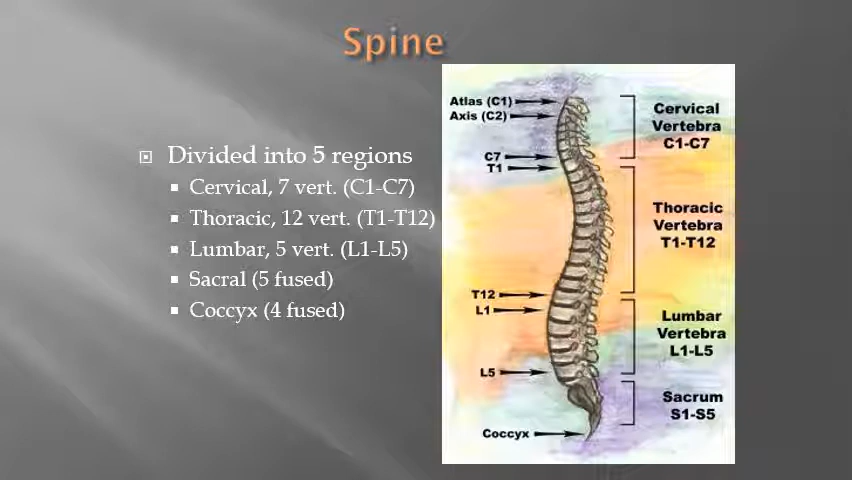 Spine
Divided into 5 regions
Cervical, 7 vert. (C1-C7)
Thoracic, 12 vert. (T1-T12)
Lumbar, 5 vert. (L1-L5)
Sacral (5 fused)
Coccyx (4 fused)
Atlas (C1)
Axis (C2)
C7
T1
T12
L1
L5
Coccyx
Cervical
Vertebra
C1-C7
Thoracic
Vertebra
T1-T12
Lumbar
Vertebra
L1-L5
Sacrum
S1-S5